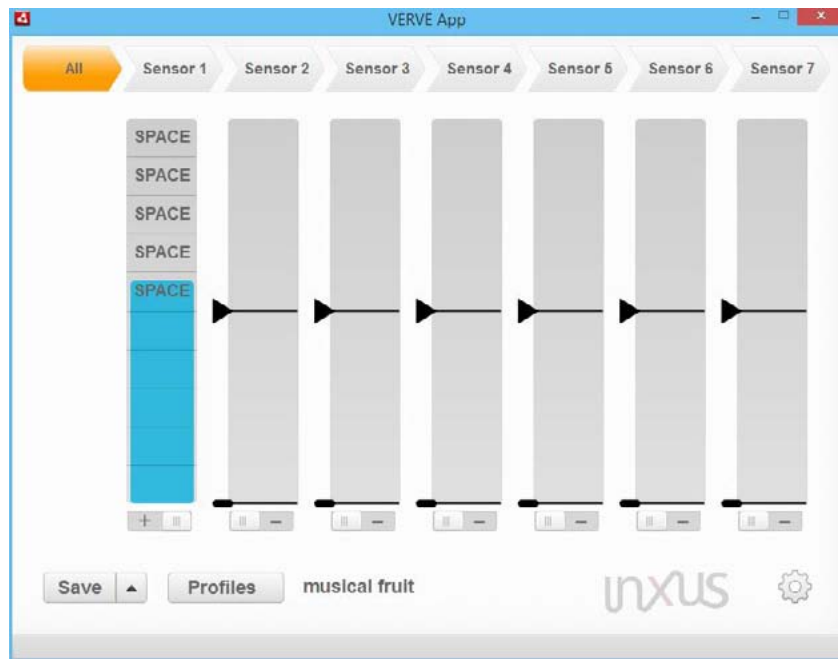 VERVE App
All Sensor 1 Sensor 2 Sensor 3 Sensor 4 Sensor 5 Sensor 6 Sensor 7
SPACE
SPACE
SPACE
SPACE
SPACE
Save Profiles musical fruit ınxus